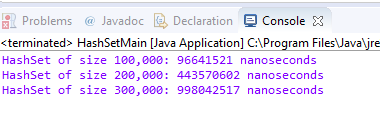 Problems @ Javadoc Declaration Console
<terminated> HashSetMain [Java Application] C:\Program Files\Java\jre
HashSet of size 100,000: 96641521 nanoseconds
HashSet of size 200,000: 443570602 nanoseconds
HashSet of size 300,000: 998042517 nanoseconds